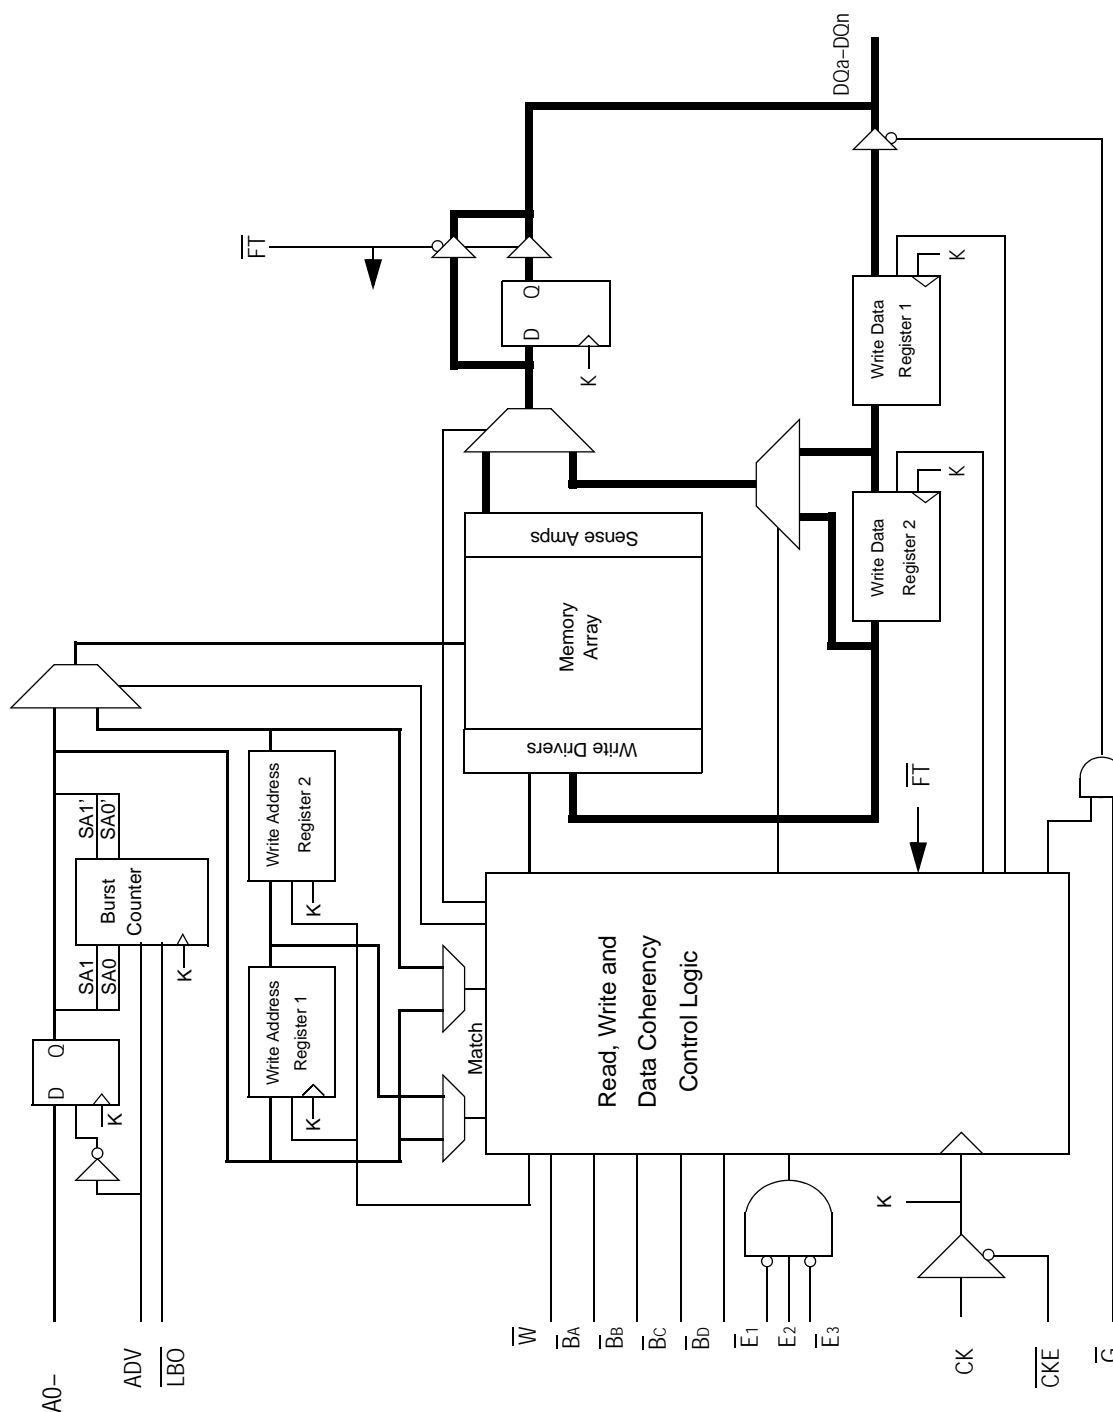 A0–
ADV
LBO
W
BA
BB
BC
BD
E1
E2
E3
CK
CKE
G
D
Q
K
SA1
SA0
Burst
Counter
K
SA1'
SA0'
Write Address
Register 1
K
Write Address
Register 2
K
Match
Read, Write and
Data Coherency
Control Logic
K
FT
Write Drivers
Memory
Array
Sense Amps
D
Q
K
FT
Write Data
Register 2
K
Write Data
Register 1
K
DQa–DQn